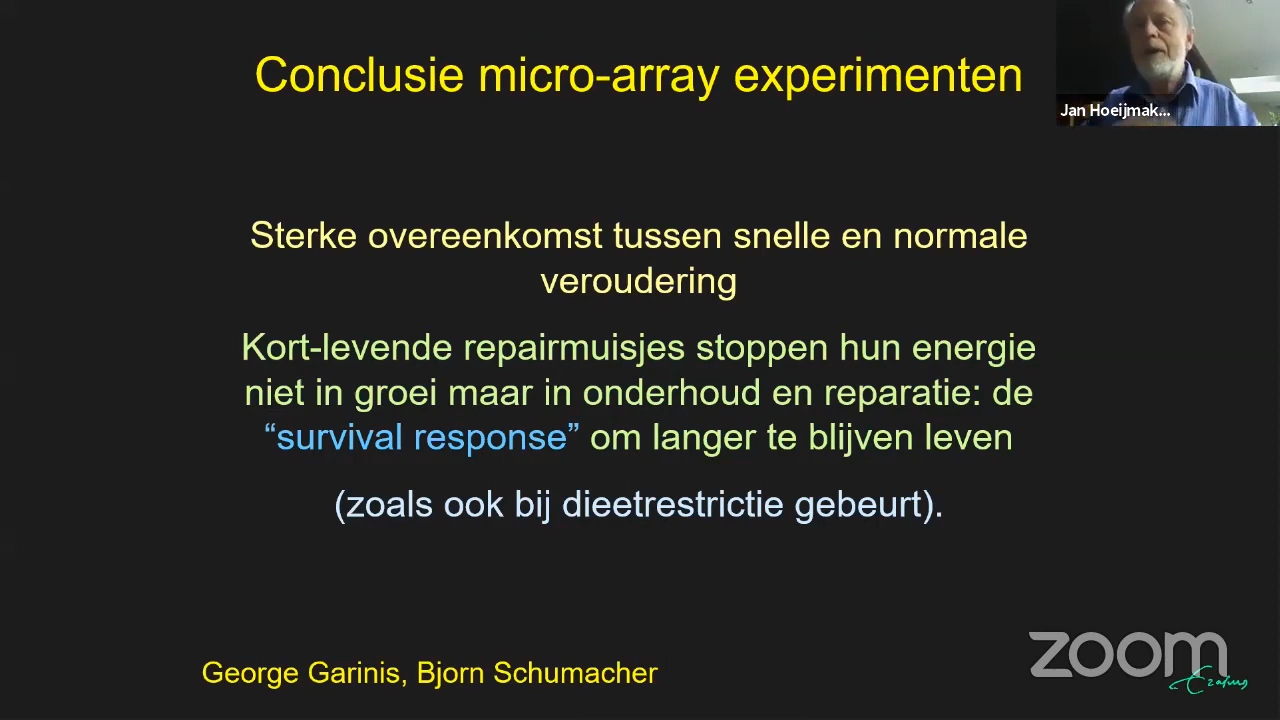 Conclusie micro-array experimenten
Jan Hoeijmak...
Sterke overeenkomst tussen snelle en normale
veroudering
Kort-levende repairmuisjes stoppen hun energie
niet in groei maar in onderhoud en reparatie: de
“survival response” om langer te blijven leven
(zoals ook bij dieetrestrictie gebeurt).
George Garinis, Bjorn Schumacher
zoom
Erasmus